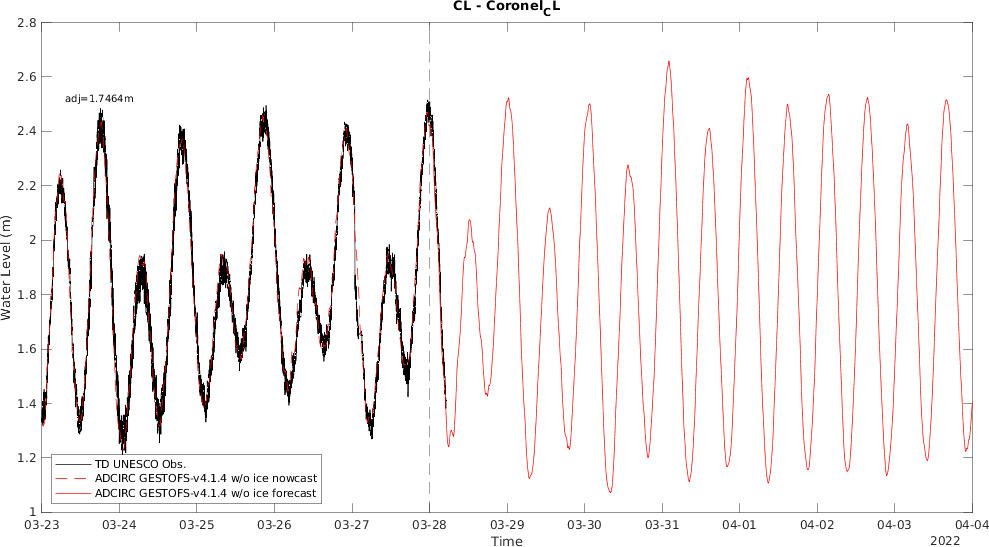 CL - Coronel_CL
2.8
2.6
2.4
2.2
2
1.8
1.6
1.4
1.2
1
Water Level (m)
adj=1.7464m
TD UNESCO Obs.
ADCIRC GESTOFS-v4.1.4 w/o ice nowcast
ADCIRC GESTOFS-v4.1.4 w/o ice forecast
03-23 03-24 03-25 03-26 03-27 03-28 03-29 03-30 03-31 04-01 04-02 04-03 04-04
Time
2022